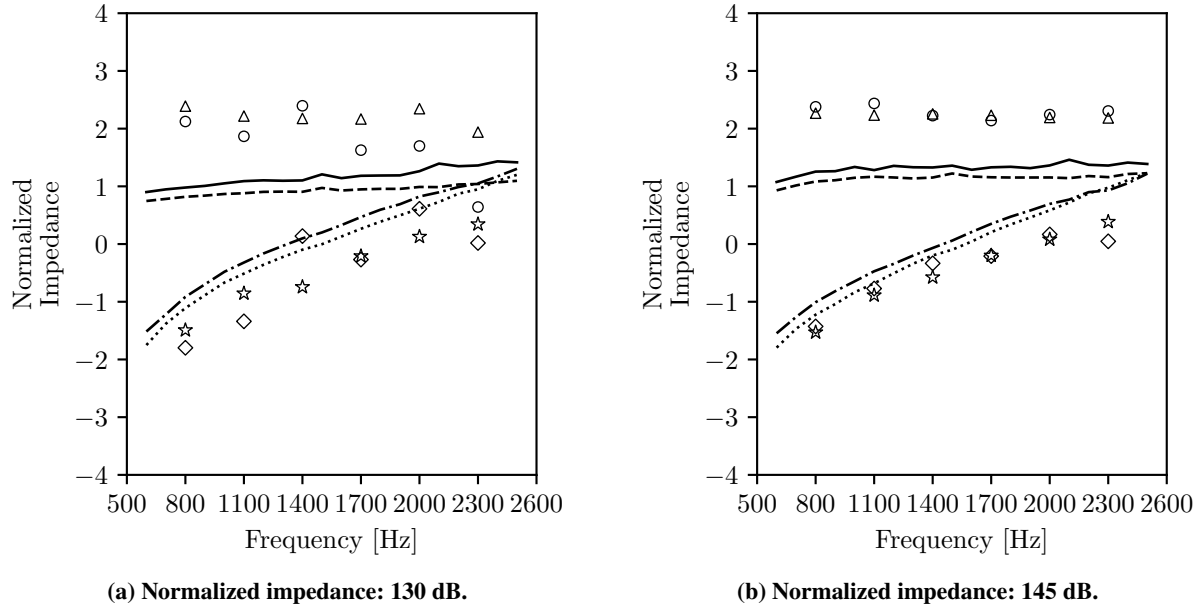 4
3
2
1
0
−1
−2
−3
−4
Normalized
Impedance
500 800 1100 1400 1700 2000 2300 2600
Frequency [Hz]
(a) Normalized impedance: 130 dB.
4
3
2
1
0
−1
−2
−3
−4
Normalized
Impedance
500 800 1100 1400 1700 2000 2300 2600
Frequency [Hz]
(b) Normalized impedance: 145 dB.